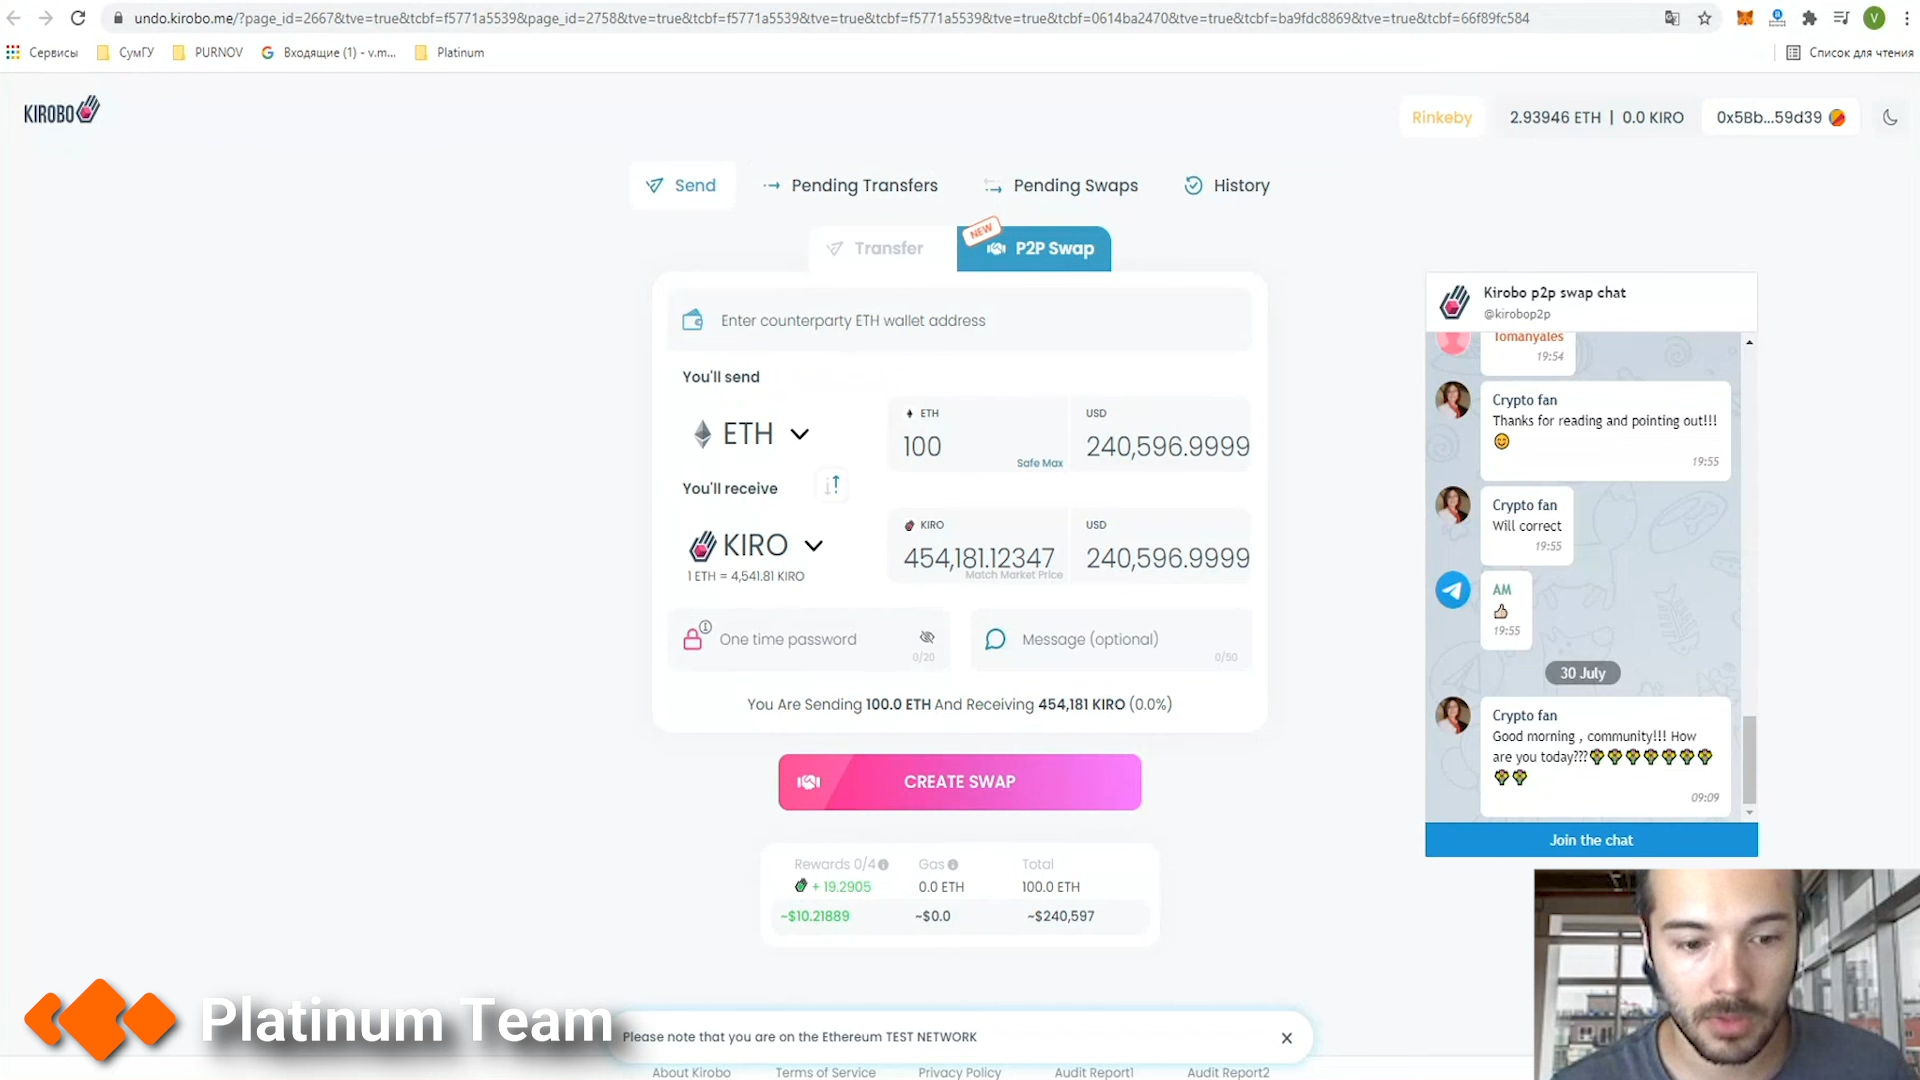 undo.kirobo.me/?page_id=2667&tve=true&tcbf=f5771a5539&page_id=2758&tve=true&tcbf=f5771a5539&tve=true&tcbf=f5771a5539&tve=true&tcbf=0614ba2470&tve=true&tcbf=ba9fdc8869&tve=true&tcbf=66f89fc584
V
Сервисы СумГУ PURNOV Входящие (1) - v.m... Platinum Список для чтения
KIROBO
Rinkeby 2.93946 ETH | 0.0 KIRO 0x5Bb...59d39
Send Pending Transfers Pending Swaps History
Transfer NEW P2P Swap
Enter counterparty ETH wallet address
You'll send
ETH
ETH
100
Safe Max
USD
240,596.9999
You'll receive
KIRO
1 ETH = 4,541.81 KIRO
KIRO
454,181.12347
Match Market Price
USD
240,596.9999
One time password
0/20
Message (optional)
0/50
You Are Sending 100.0 ETH And Receiving 454,181 KIRO (0.0%)
CREATE SWAP
Rewards 0/4 Gas Total
+ 19.2905 0.0 ETH 100.0 ETH
~$10.21889 ~$0.0 ~$240,597
Kirobo p2p swap chat
@kirobop2p
Tomanyales
19:54
Crypto fan
Thanks for reading and pointing out!!!
19:55
Crypto fan
Will correct
19:55
AM
19:55
30 July
Crypto fan
Good morning , community!!! How
are you today???
09:09
Join the chat
Platinum Team
Please note that you are on the Ethereum TEST NETWORK
About Kirobo Terms of Service Privacy Policy Audit Report1 Audit Report2